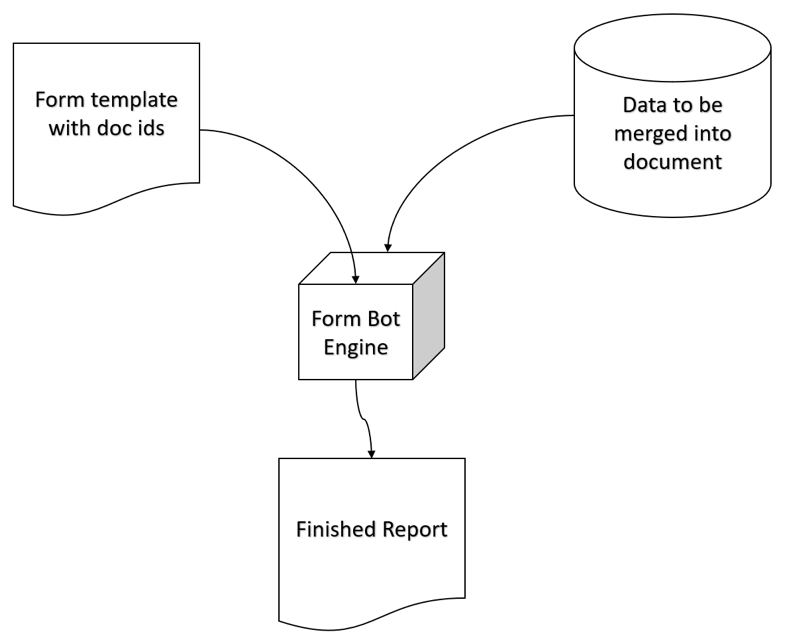 Form template
with doc ids
Data to be
merged into
document
Form Bot
Engine
Finished Report